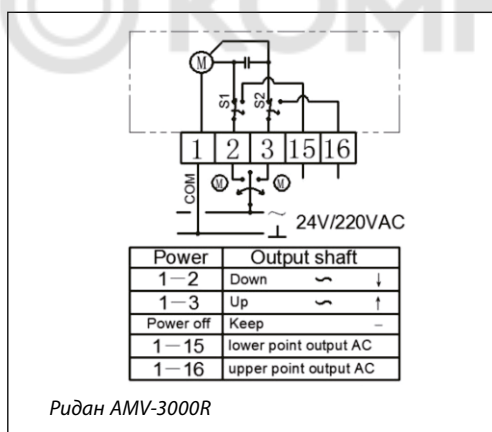 КОМП
M
S1
S2
1 2 3 15 16
COM
M
M
~ 24V/220VAC
Power Output shaft
1—2 Down ∽ ↓
1—3 Up ∽ ↑
Power off Keep –
1—15 lower point output AC
1—16 upper point output AC
Ридан AMV-3000R